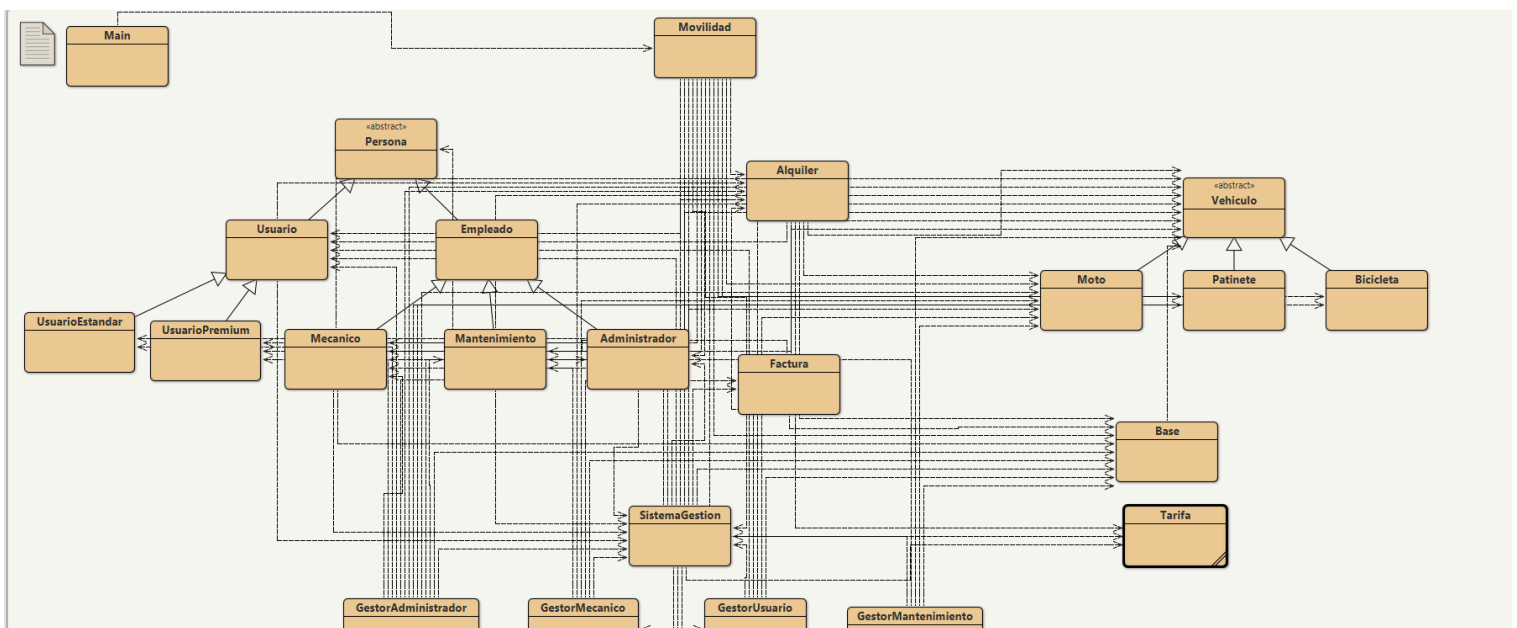 Main
Movilidad
«abstract»
Persona
Alquiler
«abstract»
Vehiculo
Usuario
Empleado
Moto
Patinete
Bicicleta
UsuarioEstandar
UsuarioPremium
Mecanico
Mantenimiento
Administrador
Factura
Base
SistemaGestion
Tarifa
GestorAdministrador
GestorMecanico
GestorUsuario
GestorMantenimiento